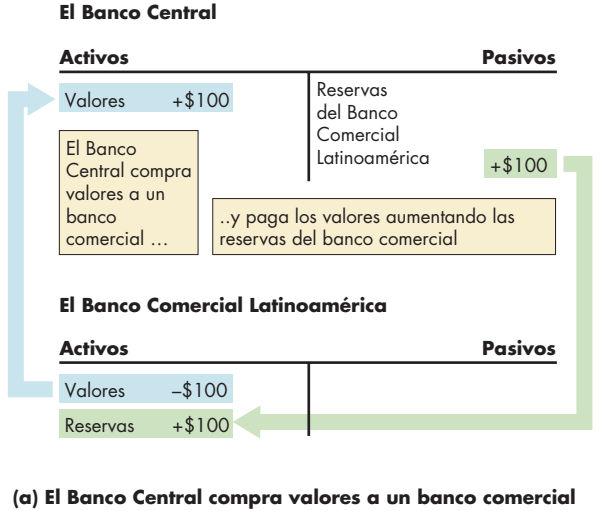 El Banco Central
Activos Pasivos
Valores +$100
Reservas
del Banco
Comercial
Latinoamérica
+$100
El Banco
Central compra
valores a un
banco
comercial ...
..y paga los valores aumentando las
reservas del banco comercial
El Banco Comercial Latinoamérica
Activos Pasivos
Valores –$100
Reservas +$100
(a) El Banco Central compra valores a un banco comercial